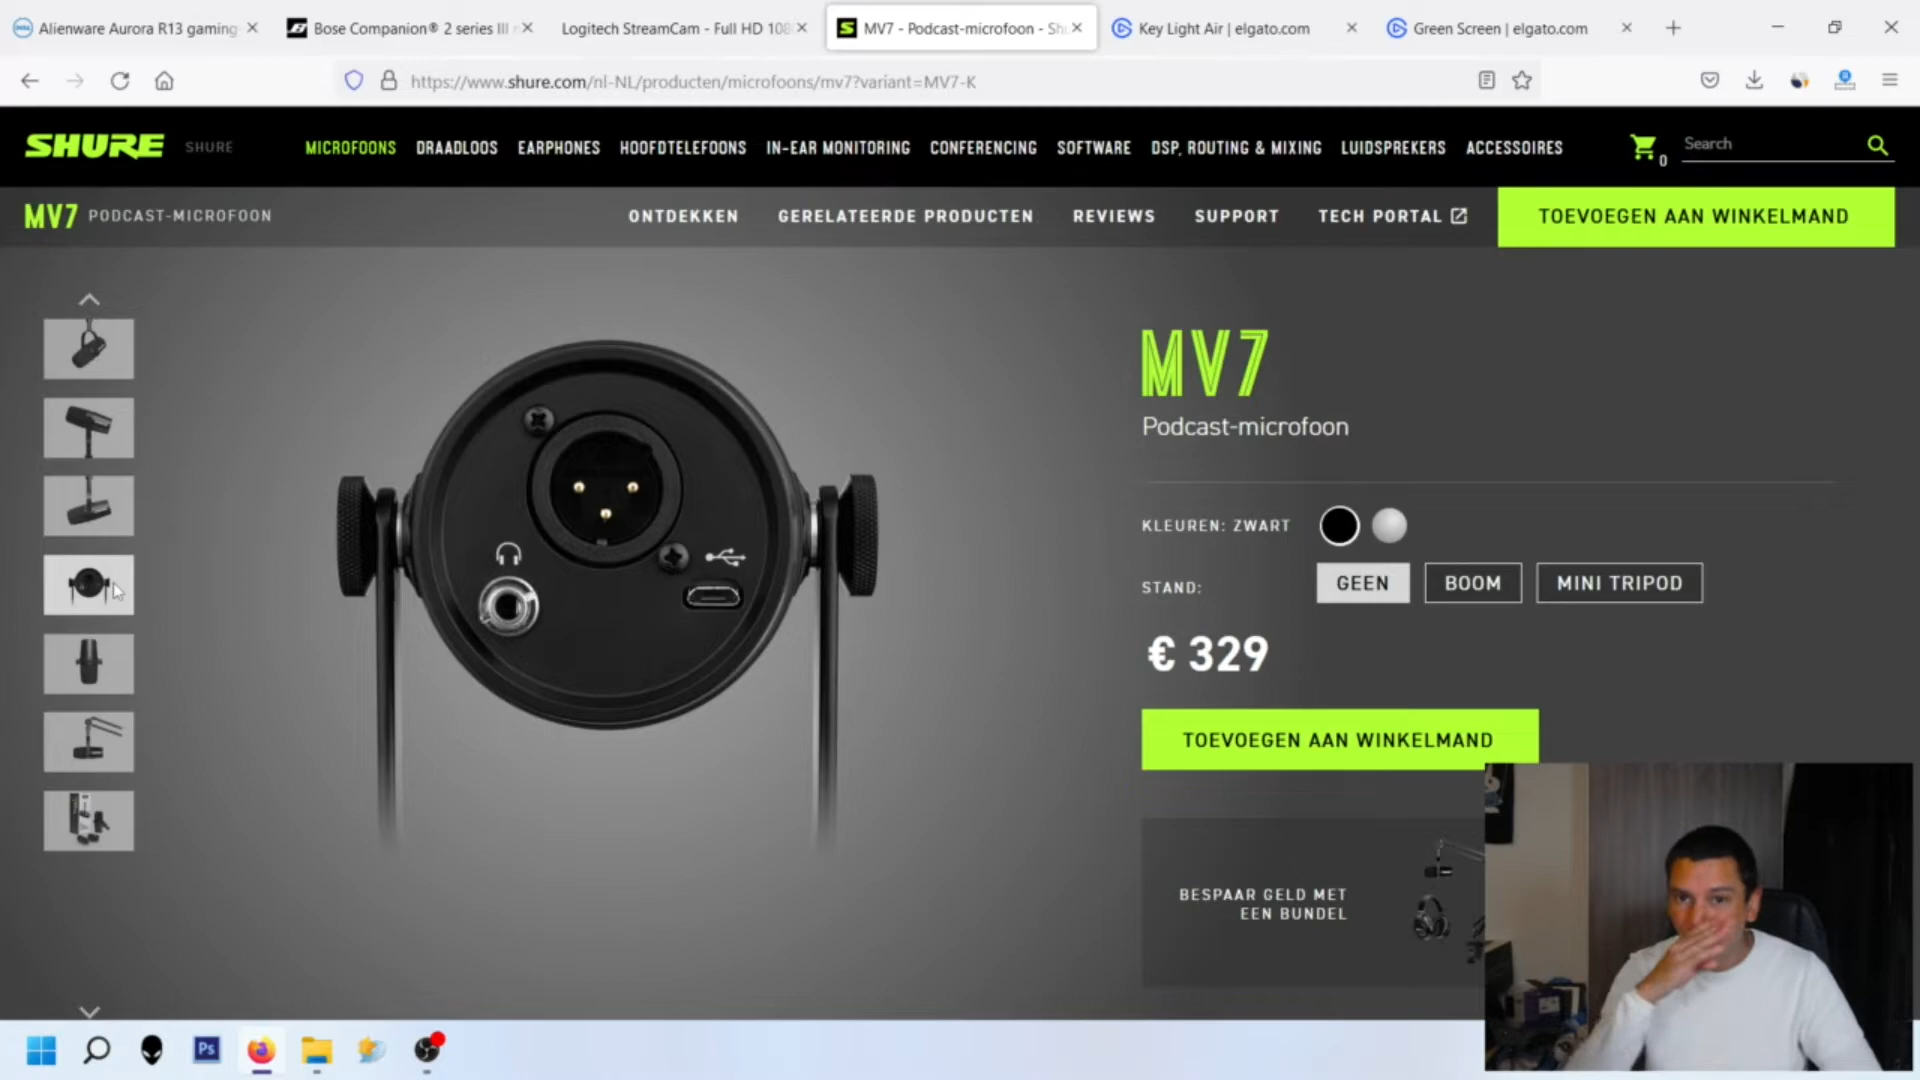 Alienware Aurora R13 gaming
Bose Companion® 2 series III
Logitech StreamCam - Full HD 108
MV7 - Podcast-microfoon - Sh
Key Light Air | elgato.com
Green Screen | elgato.com
https://www.shure.com/nl-NL/producten/microfoons/mv7?variant=MV7-K
SHURE SHURE MICROFOONS DRAADLOOS EARPHONES HOOFDTELEFOONS IN-EAR MONITORING CONFERENCING SOFTWARE DSP, ROUTING & MIXING LUIDSPREKERS ACCESSOIRES 0 Search
MV7 PODCAST-MICROFOON ONTDEKKEN GERELATEERDE PRODUCTEN REVIEWS SUPPORT TECH PORTAL TOEVOEGEN AAN WINKELMAND
MV7
Podcast-microfoon
KLEUREN: ZWART
STAND: GEEN BOOM MINI TRIPOD
€ 329
TOEVOEGEN AAN WINKELMAND
BESPAAR GELD MET
EEN BUNDEL
Ps